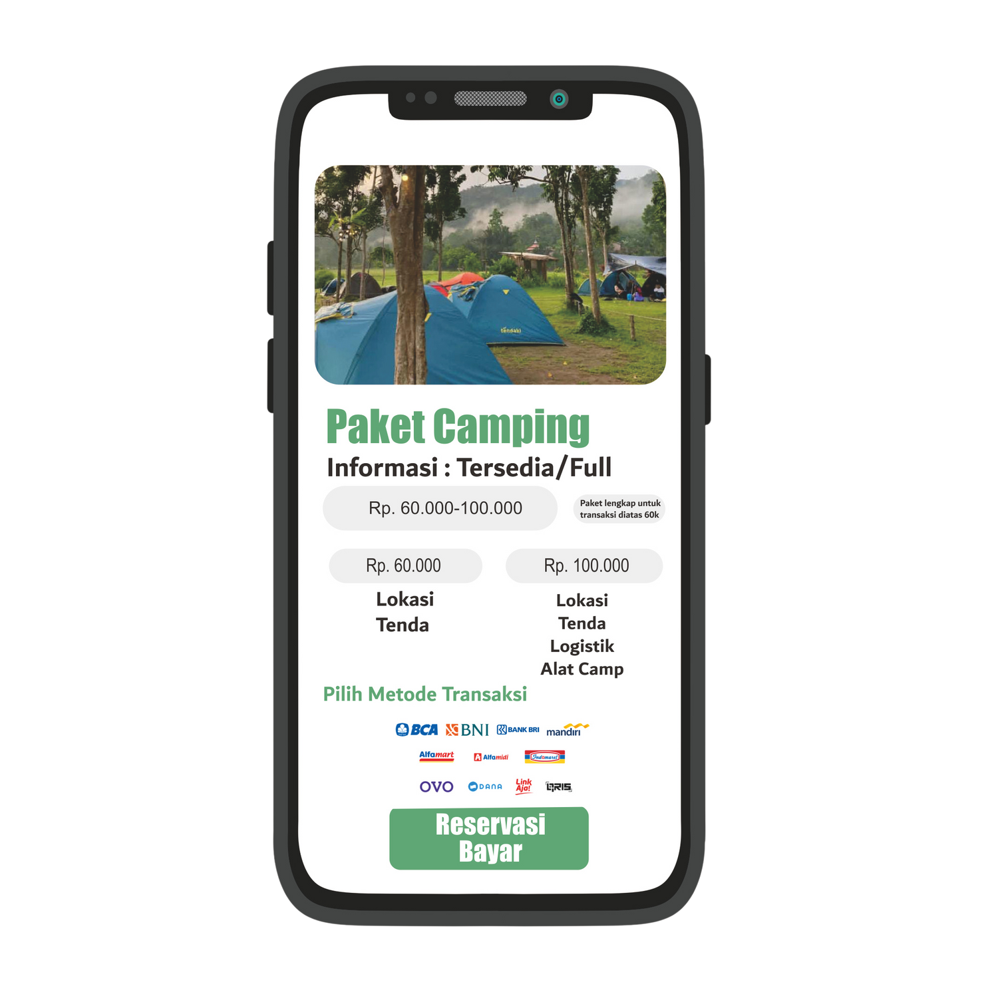 tendaki
Paket Camping
Informasi : Tersedia/Full
Rp. 60.000-100.000
Paket lengkap untuk
transaksi diatas 60k
Rp. 60.000
Rp. 100.000
Lokasi
Tenda
Lokasi
Tenda
Logistik
Alat Camp
Pilih Metode Transaksi
BCA BNI BANK BRI mandiri
Alfamart Alfamidi Indomaret
OVO DANA Link Aja! QRIS
Reservasi
Bayar